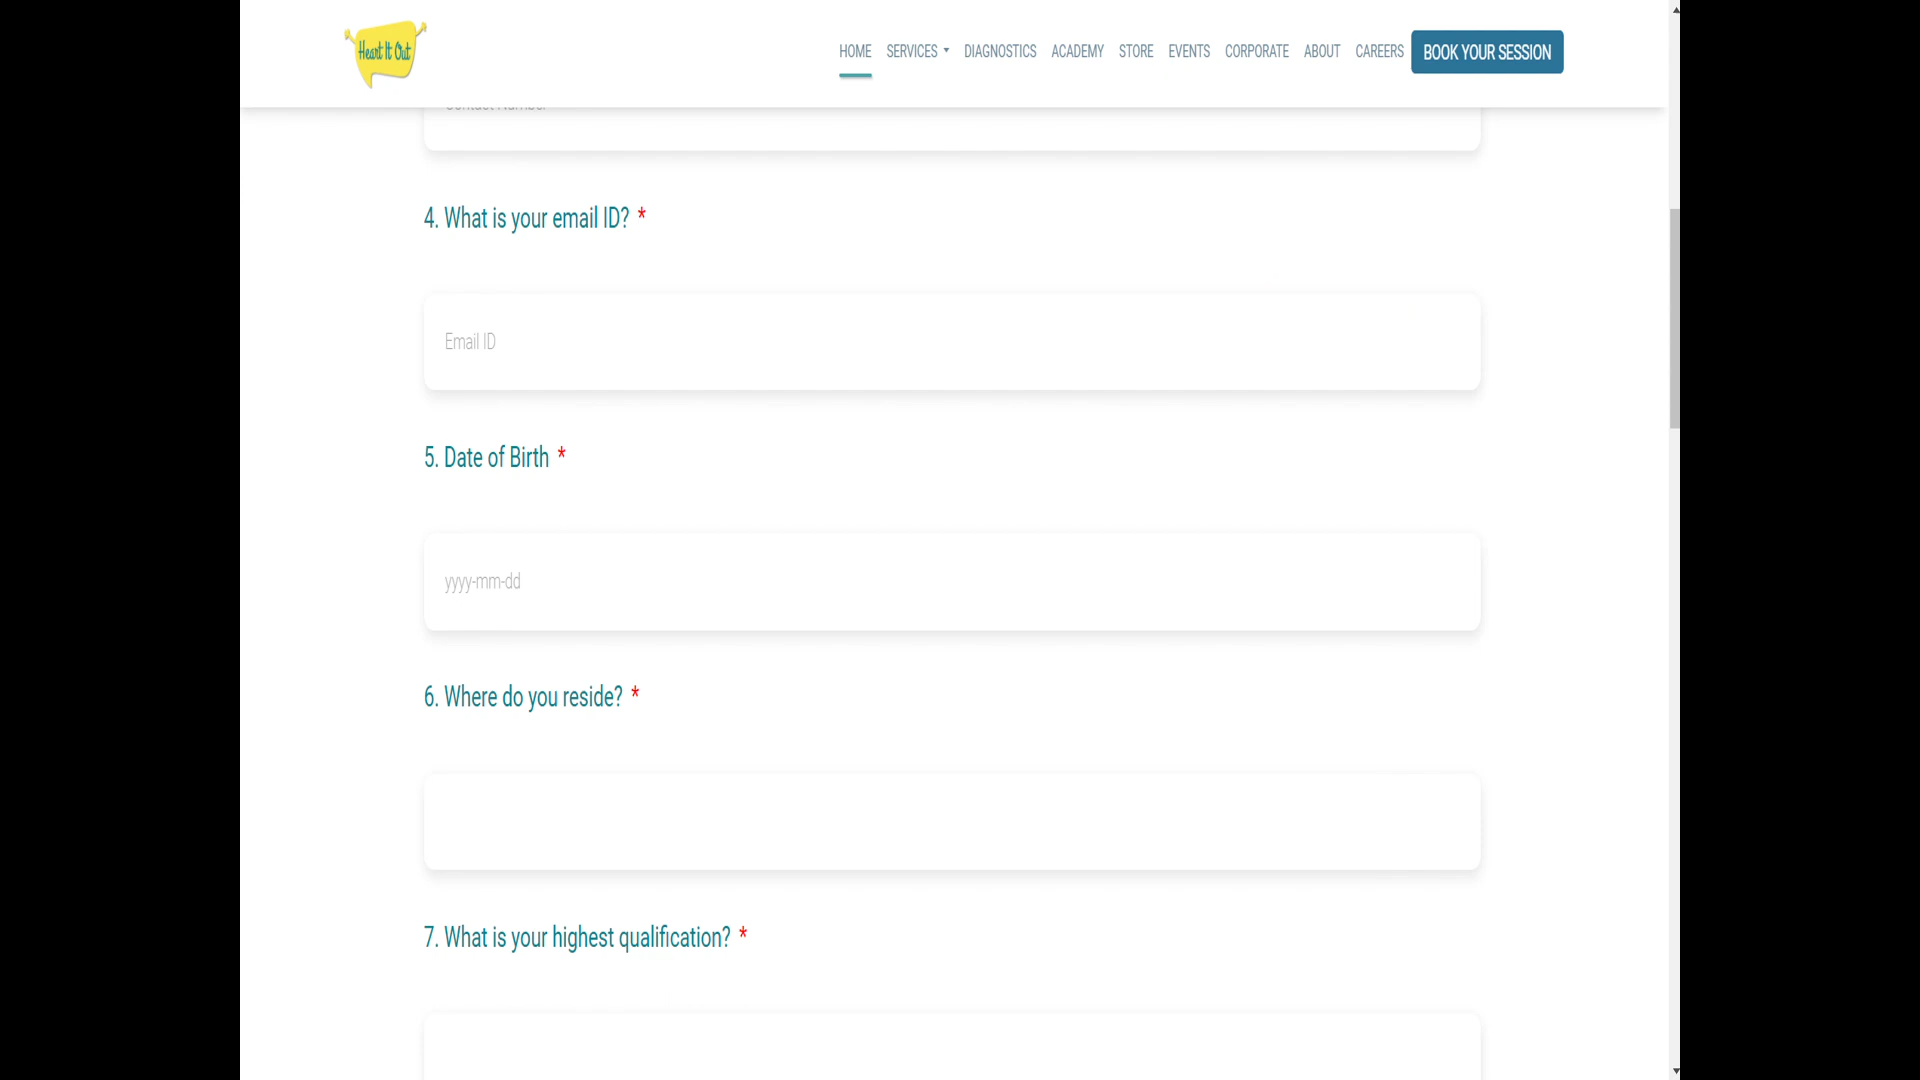 Heart It Out
HOME SERVICES DIAGNOSTICS ACADEMY STORE EVENTS CORPORATE ABOUT CAREERS BOOK YOUR SESSION
Contact Number
4. What is your email ID? *
Email ID
5. Date of Birth *
yyyy-mm-dd
6. Where do you reside? *
7. What is your highest qualification? *